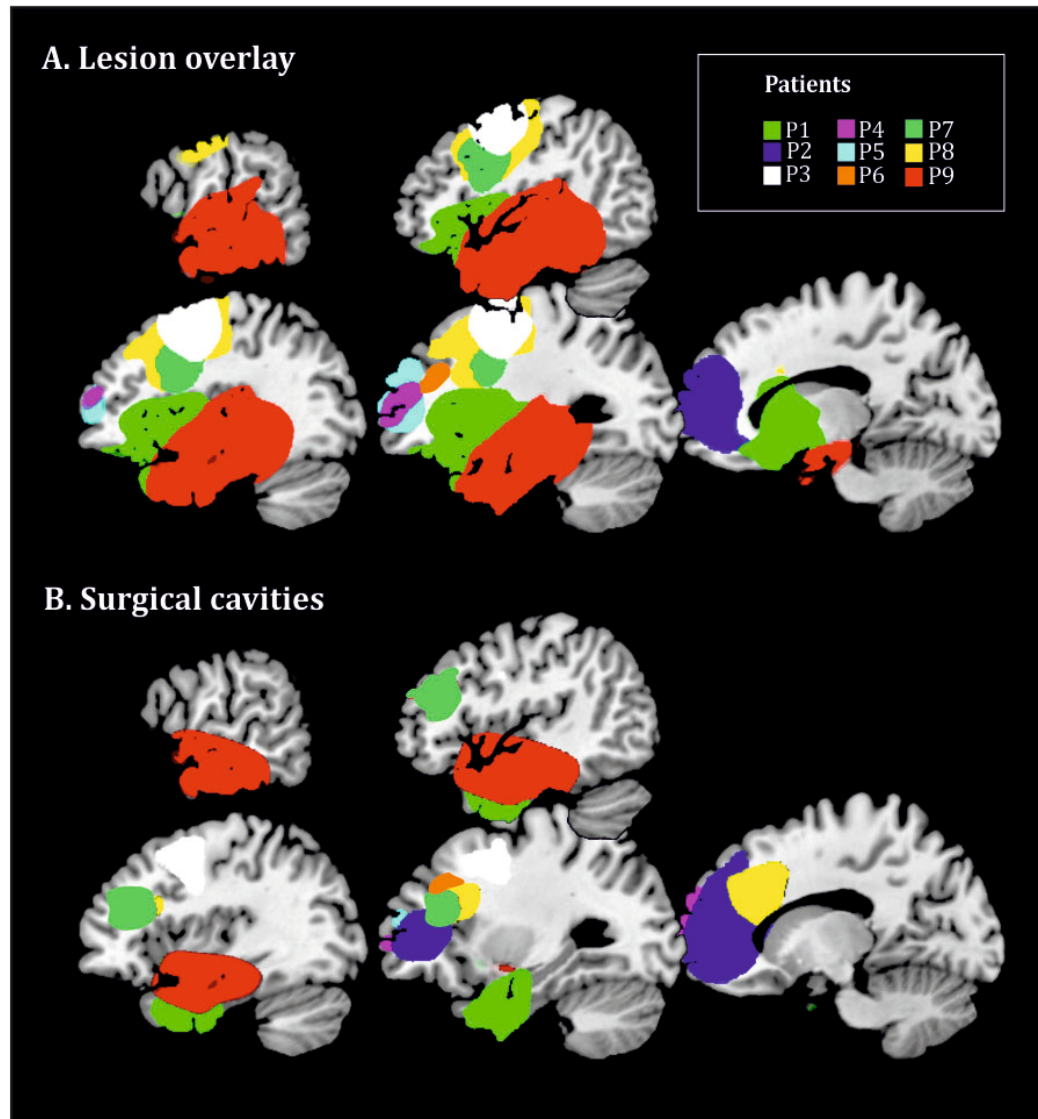 A. Lesion overlay
Patients
P1 P4 P7
P2 P5 P8
P3 P6 P9
B. Surgical cavities